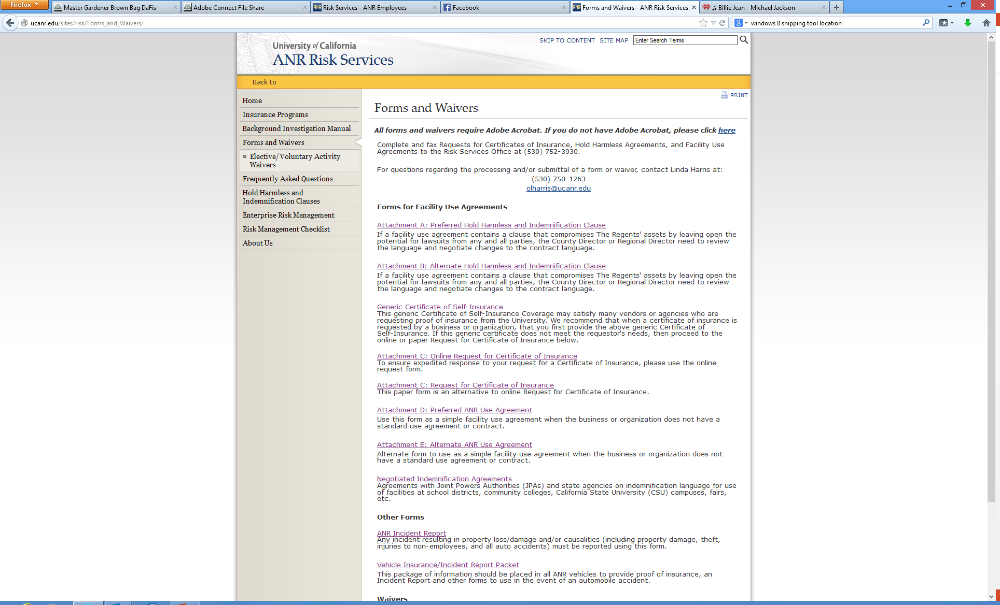 Firefox
Master Gardener Brown Bag DaFis
Adobe Connect File Share
ANR Risk Services - ANR Employees
Facebook
ANR Forms and Waivers - ANR Risk Services
Billie Jean - Michael Jackson
ucanr.edu/sites/risk/Forms_and_Waivers/
windows 8 snipping tool location
University of California
ANR Risk Services
SKIP TO CONTENT SITE MAP Enter Search Terms
Back to
Home
Insurance Programs
Background Investigation Manual
Forms and Waivers
Elective/Voluntary Activity
Waivers
Frequently Asked Questions
Hold Harmless and
Indemnification Clauses
Enterprise Risk Management
Risk Management Checklist
About Us
PRINT
Forms and Waivers
All forms and waivers require Adobe Acrobat. If you do not have Adobe Acrobat, please click here
Complete and fax Requests for Certificates of Insurance, Hold Harmless Agreements, and Facility Use
Agreements to the Risk Services Office at (530) 752-3930.
For questions regarding the processing and/or submittal of a form or waiver, contact Linda Harris at:
(530) 750-1263
olharris@ucanr.edu
Forms for Facility Use Agreements
Attachment A: Preferred Hold Harmless and Indemnification Clause
If a facility use agreement contains a clause that compromises The Regents' assets by leaving open the
potential for lawsuits from any and all parties, the County Director or Regional Director need to review
the language and negotiate changes to the contract language.
Attachment B: Alternate Hold Harmless and Indemnification Clause
If a facility use agreement contains a clause that compromises The Regents' assets by leaving open the
potential for lawsuits from any and all parties, the County Director or Regional Director need to review
the language and negotiate changes to the contract language.
Generic Certificate of Self-Insurance
This generic Certificate of Self-Insurance Coverage may satisfy many vendors or agencies who are
requesting proof of insurance from the University. We recommend that when a certificate of insurance is
requested by a business or organization, that you first provide the above generic Certificate of
Self-Insurance. If this generic certificate does not meet the requestor's needs, then proceed to the
online or paper Request for Certificate of Insurance below.
Attachment C: Online Request for Certificate of Insurance
To ensure expedited response to your request for a Certificate of Insurance, please use the online
request form.
Attachment C: Request for Certificate of Insurance
This paper form is an alternative to online Request for Certificate of Insurance.
Attachment D: Preferred ANR Use Agreement
Use this form as a simple facility use agreement when the business or organization does not have a
standard use agreement or contract.
Attachment E: Alternate ANR Use Agreement
Alternate form to use as a simple facility use agreement when the business or organization does not
have a standard use agreement or contract.
Negotiated Indemnification Agreements
Agreements with Joint Powers Authorities (JPAs) and state agencies on indemnification language for use
of facilities at school districts, community colleges, California State University (CSU) campuses, fairs,
etc.
Other Forms
ANR Incident Report
Any incident resulting in property loss/damage and/or causalities (including property damage, theft,
injuries to non-employees, and all auto accidents) must be reported using this form.
Vehicle Insurance/Incident Report Packet
This package of information should be placed in all ANR vehicles to provide proof of insurance, an
Incident Report and other forms to use in the event of an automobile accident.
Waivers